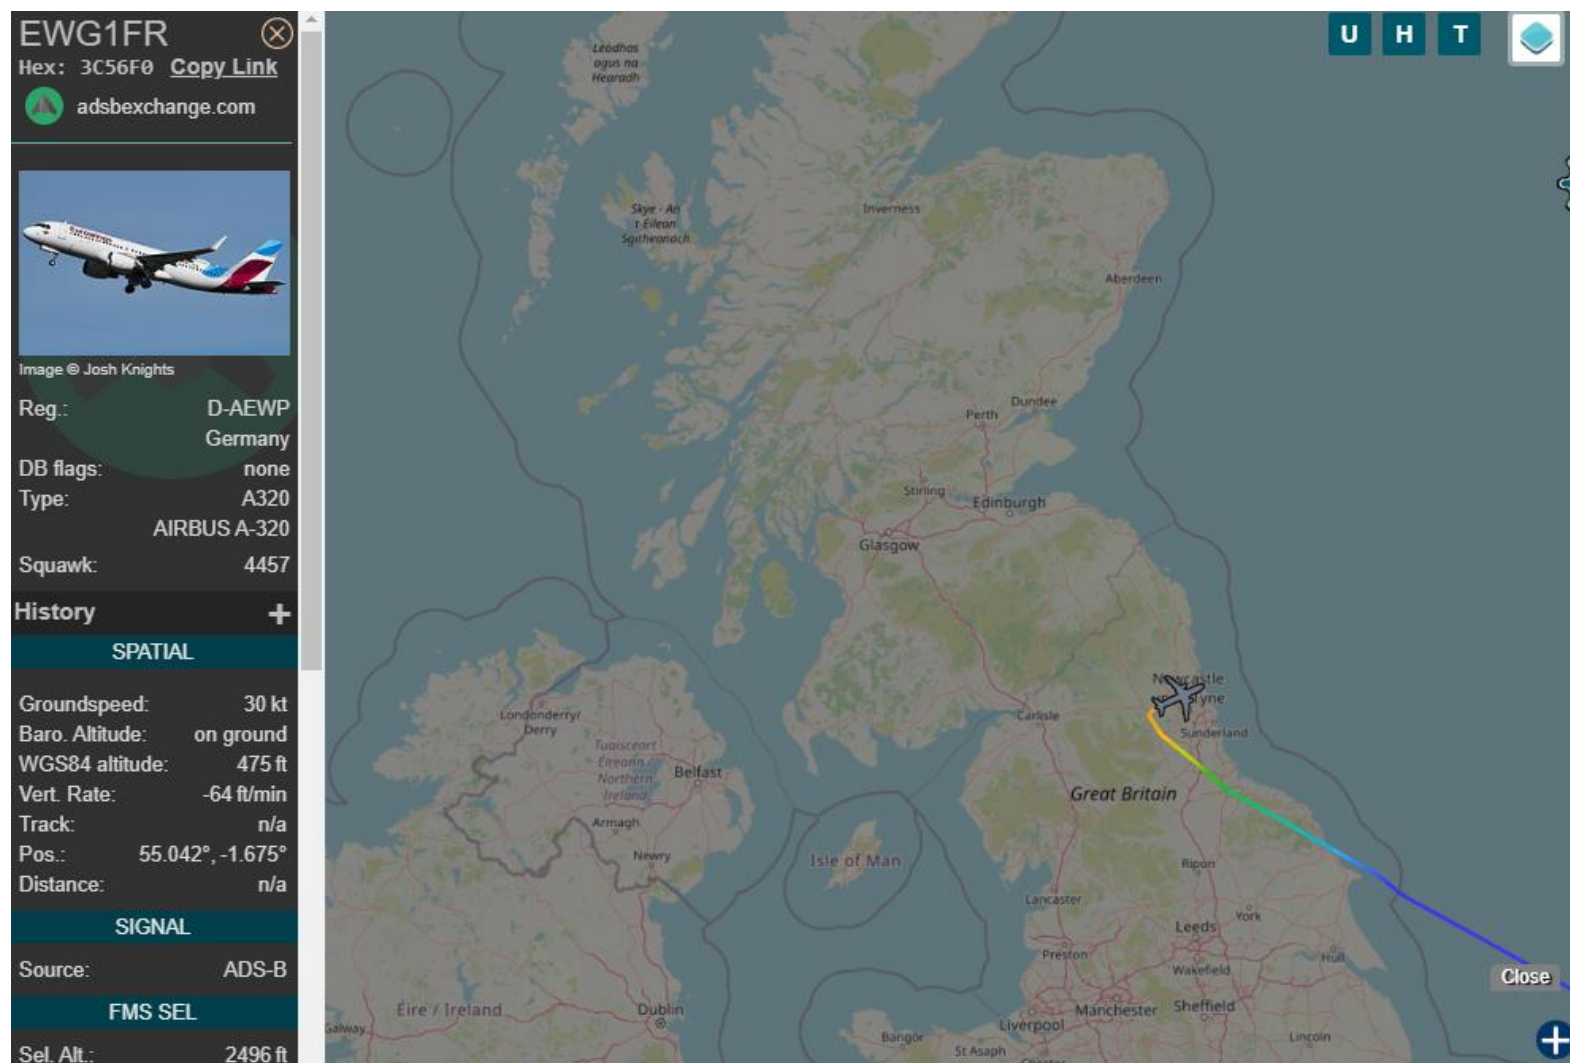 EWG1FR
Hex: 3C56F0 Copy Link
adsbexchange.com
Image © Josh Knights
Reg.: D-AEWP
Germany
DB flags: none
Type: A320
AIRBUS A-320
Squawk: 4457
History +
SPATIAL
Groundspeed: 30 kt
Baro. Altitude: on ground
WGS84 altitude: 475 ft
Vert. Rate: -64 ft/min
Track: n/a
Pos.: 55.042°, -1.675°
Distance: n/a
SIGNAL
Source: ADS-B
FMS SEL
Sel. Alt.: 2496 ft
U H T
Leòdhas
agus na
Hearadh
Skye - An
t-Eilean
Sgitheanach
Inverness
Aberdeen
Dundee
Perth
Stirling
Edinburgh
Glasgow
Newcastle
Tyne
Sunderland
Carlisle
Londonderry/
Derry
Tuaisceart
Éireann /
Northern
Ireland
Belfast
Armagh
Newry
Great Britain
Isle of Man
Ripon
Lancaster
York
Leeds
Preston
Hull
Wakefield
Manchester
Sheffield
Liverpool
Éire / Ireland
Dublin
Galway
Bangor
St Asaph
Chester
Lincoln
Close
+